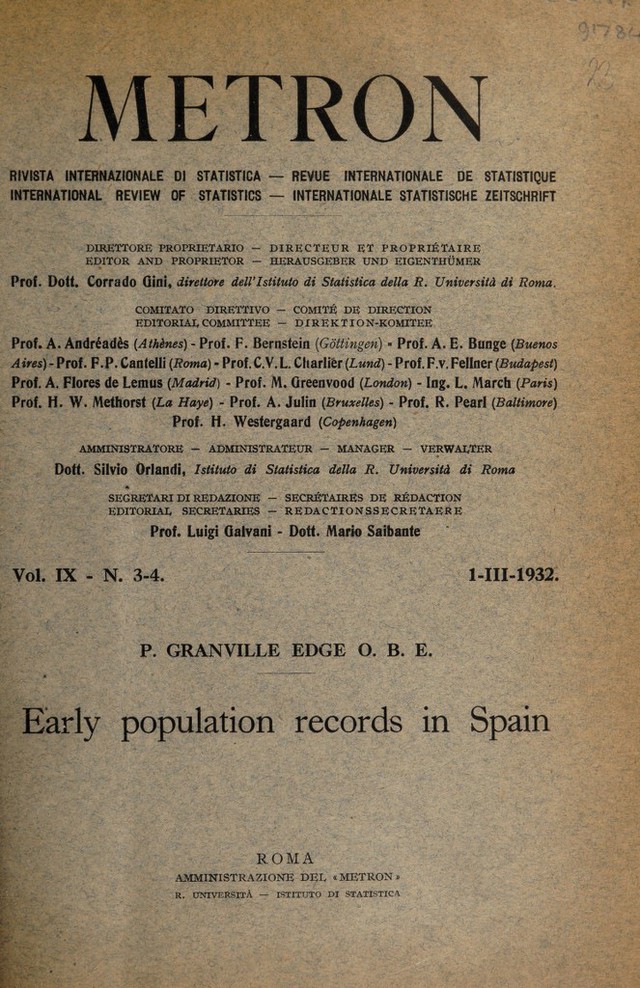 9784
METRON
RIVISTA INTERNAZIONALE DI STATISTICA — REVUE INTERNATIONALE DE STATISTIQUE
INTERNATIONAL REVIEW OF STATISTICS — INTERNATIONALE STATISTISCHE ZEITSCHRIFT
DIRETTORE PROPRIETARIO — DIRECTEUR ET PROPRIÉTAIRE
EDITOR AND PROPRIETOR — HERAUSGEBER UND EIGENTHÜMER
Prof. Dott. Corrado Gini, direttore dell'Istituto di Statistica della R. Università di Roma.
COMITATO DIRETTIVO — COMITÉ DE DIRECTION
EDITORIAL COMMITTEE — DIREKTION-KOMITEE
Prof. A. Andréadès (Athènes) - Prof. F. Bernstein (Göttingen) - Prof. A. E. Bunge (Buenos
Aires) - Prof. F. P. Cantelli (Roma) - Prof. C. V. L. Charlier (Lund) - Prof. F. v. Fellner (Budapest)
Prof. A. Flores de Lemus (Madrid) - Prof. M. Greenvood (London) - Ing. L. March (Paris)
Prof. H. W. Methorst (La Haye) - Prof. A. Julin (Bruxelles) - Prof. R. Pearl (Baltimore)
Prof. H. Westergaard (Copenhagen)
AMMINISTRATORE — ADMINISTRATEUR — MANAGER — VERWALTER
Dott. Silvio Orlandi, Istituto di Statistica della R. Università di Roma
SEGRETARI DI REDAZIONE — SECRÉTAIRES DE RÉDACTION
EDITORIAL SECRETARIES — REDACTIONSSECRETAERE
Prof. Luigi Galvani - Dott. Mario Saibante
Vol. IX - N. 3-4. 1-III-1932.
P. GRANVILLE EDGE O. B. E.
Early population records in Spain
ROMA
AMMINISTRAZIONE DEL «METRON»
R. UNIVERSITÀ — ISTITUTO DI STATISTICA